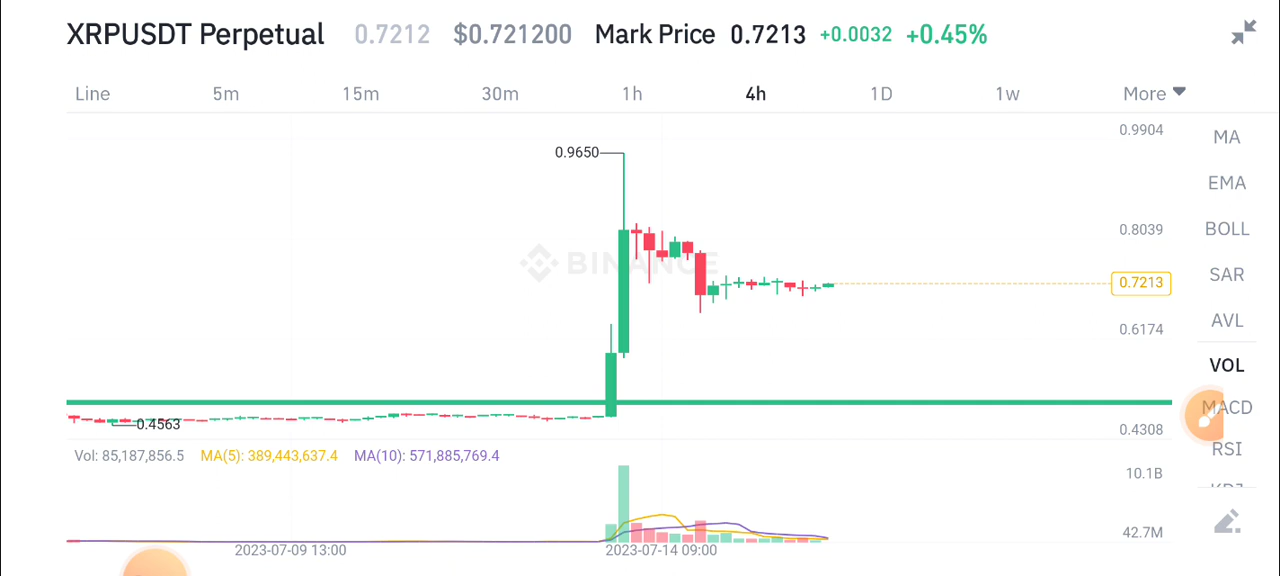 XRPUSDT Perpetual 0.7212 $0.721200 Mark Price 0.7213 +0.0032 +0.45%
Line 5m 15m 30m 1h 4h 1D 1w More
0.9904
MA
0.9650
EMA
0.8039
BOLL
BINANCE
SAR
0.7213
AVL
0.6174
VOL
MACD
0.4563
0.4308
RSI
Vol: 85,187,856.5 MA(5): 389,443,637.4 MA(10): 571,885,769.4
10.1B
42.7M
2023-07-09 13:00 2023-07-14 09:00